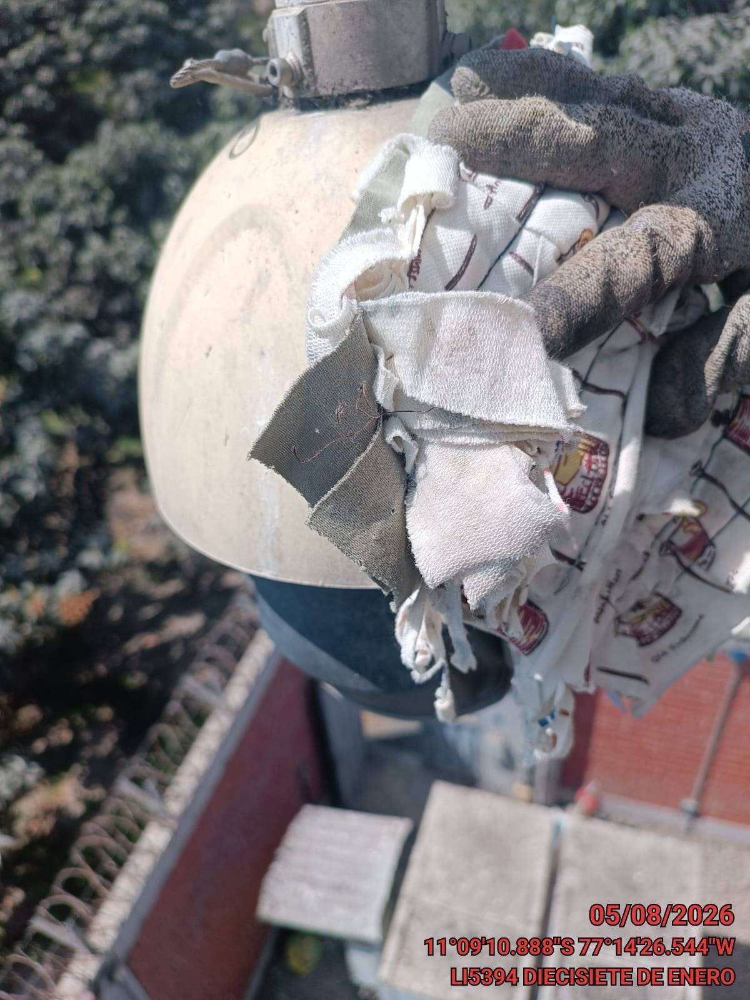 05/08/2026
11°09'10.888"S 77°14'26.544"W
LI5394 DIECISIETE DE ENERO